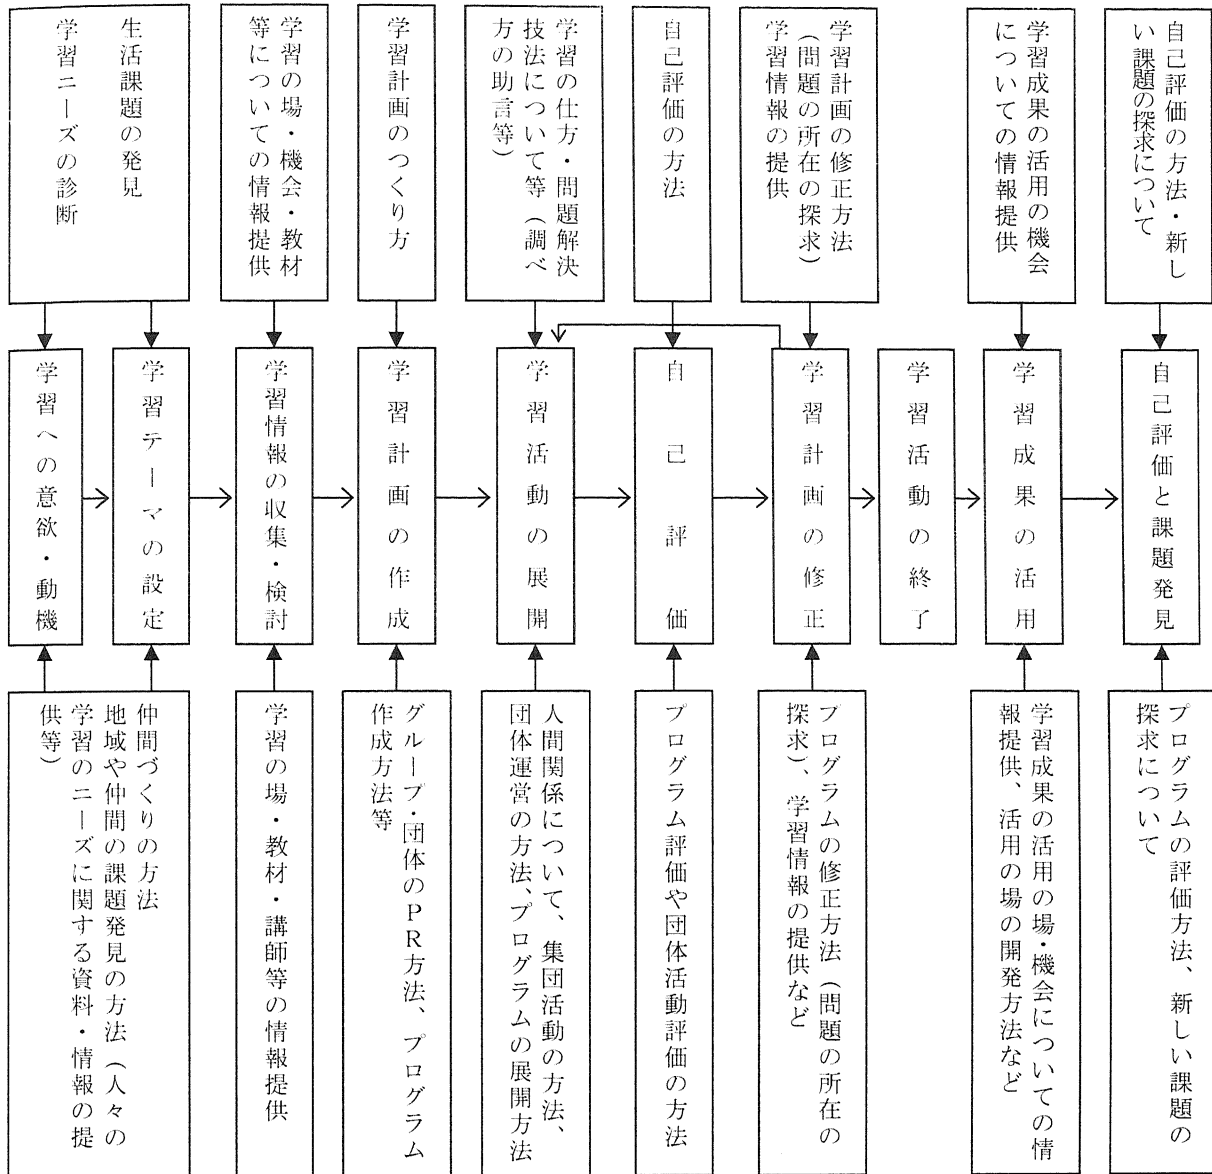 生活課題の発見
学習ニーズの診断
学習の場・機会・教材
等についての情報提供
学習計画のつくり方
学習の仕方・問題解決
技法について等（調べ
方の助言等）
自己評価の方法
学習計画の修正方法
（問題の所在の探求）
学習情報の提供
学習成果の活用の機会
についての情報提供
自己評価の方法・新し
い課題の探求について
学習への意欲・動機
学習テーマの設定
学習情報の収集・検討
学習計画の作成
学習活動の展開
自己評価
学習計画の修正
学習活動の終了
学習成果の活用
自己評価と課題発見
仲間づくりの方法
地域や仲間の課題発見の方法（人々の
学習のニーズに関する資料・情報の提
供等）
学習の場・教材・講師等の情報提供
グループ・団体のＰＲ方法、プログラム
作成方法等
人間関係について、集団活動の方法、
団体運営の方法、プログラムの展開方法
プログラム評価や団体活動評価の方法
プログラムの修正方法（問題の所在の
探求）、学習情報の提供など
学習成果の活用の場・機会についての情
報提供、活用の場の開発方法など
プログラムの評価方法、新しい課題の
探求について